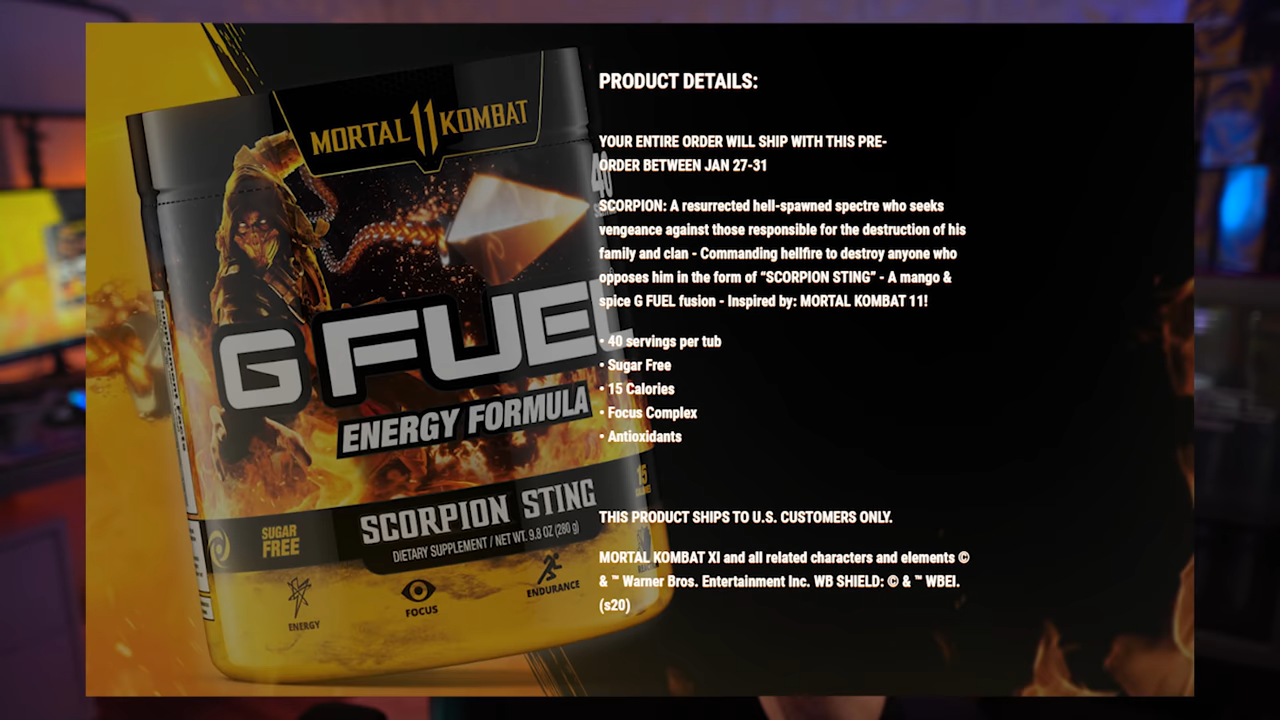 MORTAL 11 KOMBAT
40
G FUEL
ENERGY FORMULA
SCORPION STING
DIETARY SUPPLEMENT / NET WT. 9.8 OZ (280 g)
SUGAR
FREE
15
ENERGY
FOCUS
ENDURANCE
PRODUCT DETAILS:
YOUR ENTIRE ORDER WILL SHIP WITH THIS PRE-
ORDER BETWEEN JAN 27-31
SCORPION: A resurrected hell-spawned spectre who seeks
vengeance against those responsible for the destruction of his
family and clan - Commanding hellfire to destroy anyone who
opposes him in the form of “SCORPION STING” - A mango &
spice G FUEL fusion - Inspired by: MORTAL KOMBAT 11!
• 40 servings per tub
• Sugar Free
• 15 Calories
• Focus Complex
• Antioxidants
THIS PRODUCT SHIPS TO U.S. CUSTOMERS ONLY.
MORTAL KOMBAT XI and all related characters and elements ©
& ™ Warner Bros. Entertainment Inc. WB SHIELD: © & ™ WBEI.
(s20)